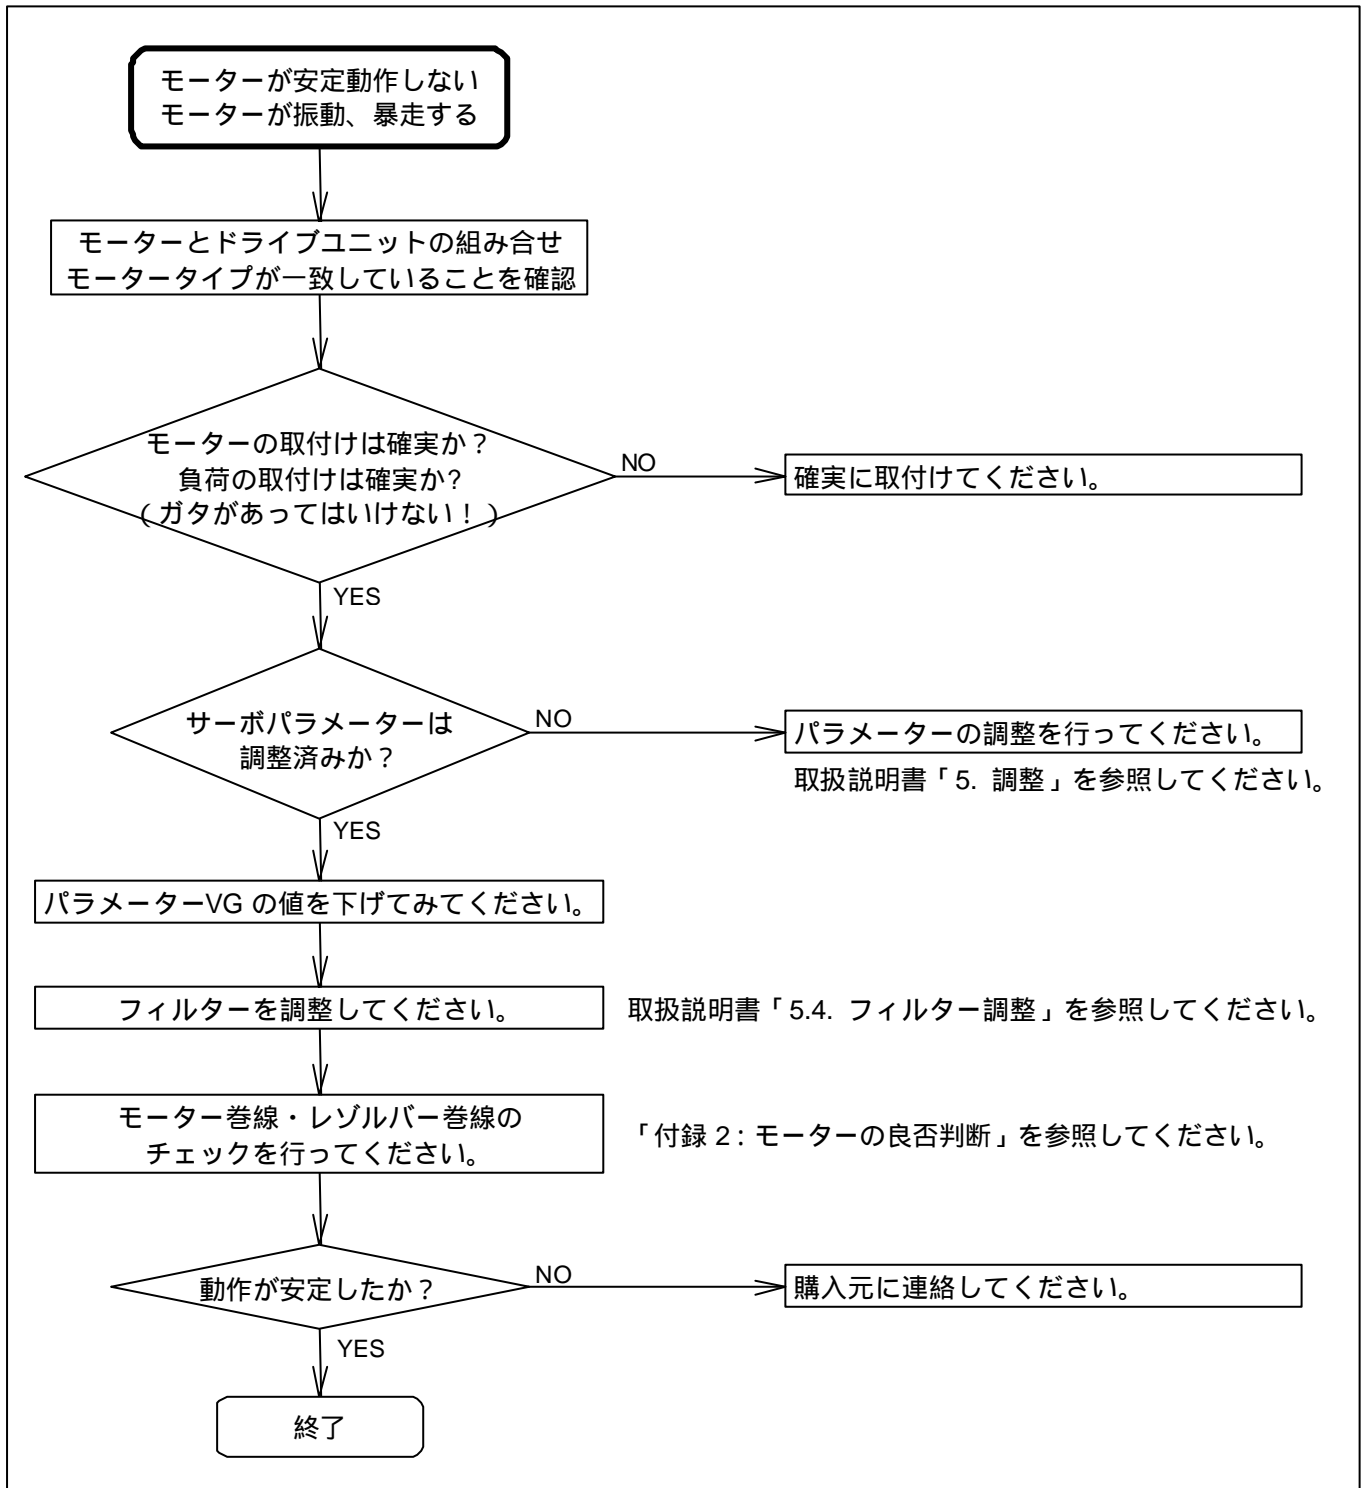 モーターが安定動作しない
モーターが振動、暴走する
モーターとドライブユニットの組み合せ
モータータイプが一致していることを確認
モーターの取付けは確実か？
負荷の取付けは確実か?
（ガタがあってはいけない！）
NO
確実に取付けてください。
YES
サーボパラメーターは
調整済みか？
NO
パラメーターの調整を行ってください。
取扱説明書「5. 調整」を参照してください。
YES
パラメーターVG の値を下げてみてください。
フィルターを調整してください。
取扱説明書「5.4. フィルター調整」を参照してください。
モーター巻線・レゾルバー巻線の
チェックを行ってください。
「付録 2：モーターの良否判断」を参照してください。
動作が安定したか？
NO
購入元に連絡してください。
YES
終了